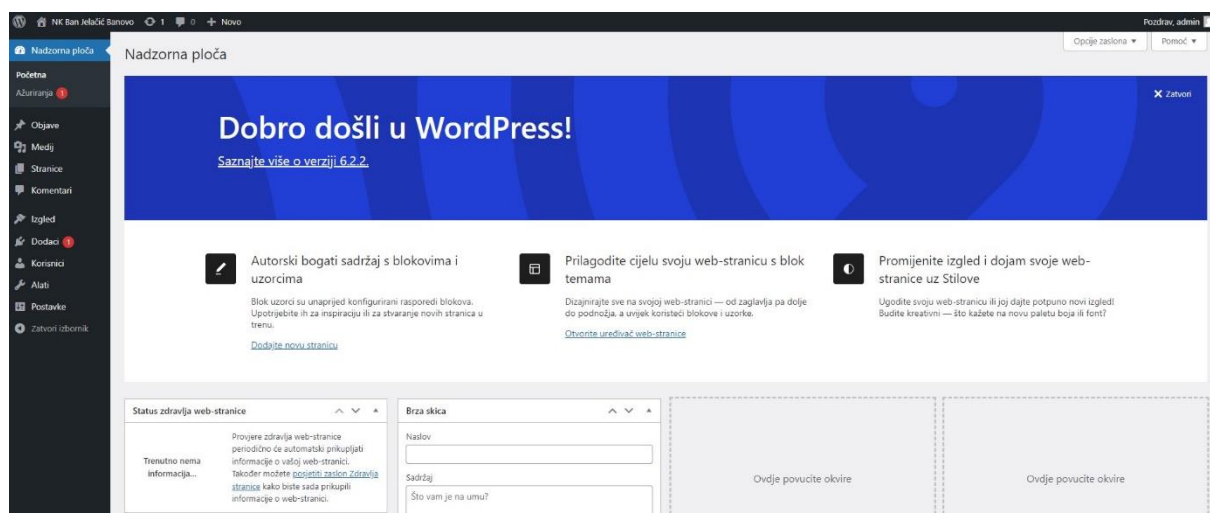 NK Ban Jelačić Banovo 1 0 + Novo
Pozdrav, admin
Nadzorna ploča
Početna
Ažuriranja 1
Objave
Medij
Stranice
Komentari
Izgled
Dodaci 1
Korisnici
Alati
Postavke
Zatvori izbornik
Nadzorna ploča
Opcije zaslona ▼
Pomoć ▼
Zatvori
Dobro došli u WordPress!
Saznajte više o verziji 6.2.2.
Autorski bogati sadržaj s blokovima i
uzorcima
Blok uzorci su unaprijed konfigurirani rasporedi blokova.
Upotrijebite ih za inspiraciju ili za stvaranje novih stranica u
trenu.
Dodajte novu stranicu
Prilagodite cijelu svoju web-stranicu s blok
temama
Dizajnirajte sve na svojoj web-stranici — od zaglavlja pa dolje
do podnožja, a uvijek koristeći blokove i uzorke.
Otvorite uređivač web-stranice
Promijenite izgled i dojam svoje web-
stranice uz Stilove
Ugodite svoju web-stranicu ili joj dajte potpuno novi izgled!
Budite kreativni — što kažete na novu paletu boja ili font?
Status zdravlja web-stranice
Trenutno nema
informacija...
Provjere zdravlja web-stranice
periodično će automatski prikupljati
informacije o vašoj web-stranici.
Također možete posjetiti zaslon Zdravlja
stranice kako biste sada prikupili
informacije o web-stranici.
Brza skica
Naslov
Sadržaj
Što vam je na umu?
Ovdje povucite okvire
Ovdje povucite okvire